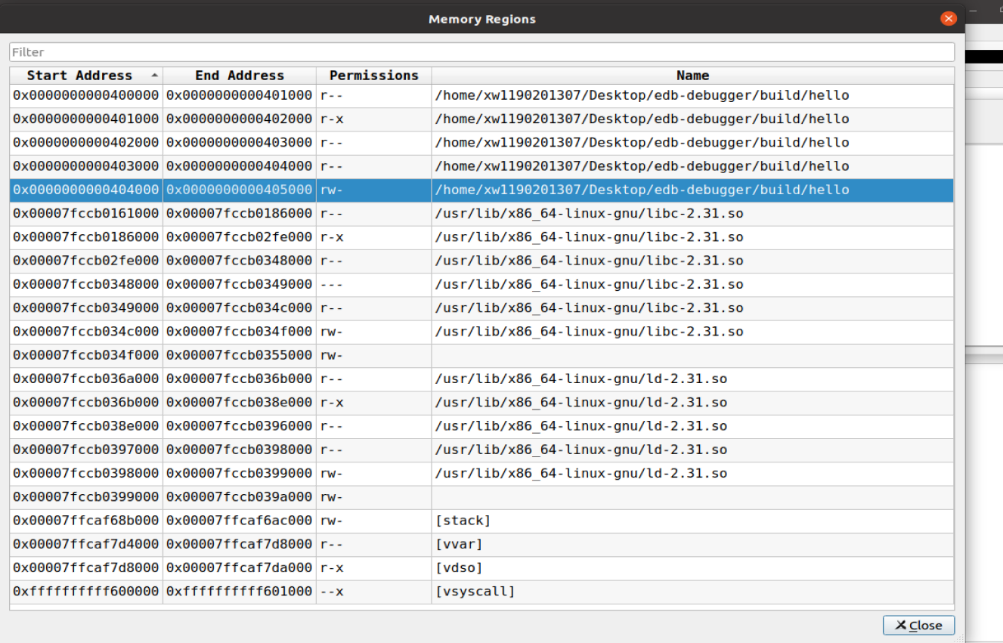 Memory Regions
Filter
Start Address End Address Permissions Name
0x0000000000400000 0x0000000000401000 r-- /home/xw1190201307/Desktop/edb-debugger/build/hello
0x0000000000401000 0x0000000000402000 r-x /home/xw1190201307/Desktop/edb-debugger/build/hello
0x0000000000402000 0x0000000000403000 r-- /home/xw1190201307/Desktop/edb-debugger/build/hello
0x0000000000403000 0x0000000000404000 r-- /home/xw1190201307/Desktop/edb-debugger/build/hello
0x0000000000404000 0x0000000000405000 rw- /home/xw1190201307/Desktop/edb-debugger/build/hello
0x00007fccb0161000 0x00007fccb0186000 r-- /usr/lib/x86_64-linux-gnu/libc-2.31.so
0x00007fccb0186000 0x00007fccb02fe000 r-x /usr/lib/x86_64-linux-gnu/libc-2.31.so
0x00007fccb02fe000 0x00007fccb0348000 r-- /usr/lib/x86_64-linux-gnu/libc-2.31.so
0x00007fccb0348000 0x00007fccb0349000 --- /usr/lib/x86_64-linux-gnu/libc-2.31.so
0x00007fccb0349000 0x00007fccb034c000 r-- /usr/lib/x86_64-linux-gnu/libc-2.31.so
0x00007fccb034c000 0x00007fccb034f000 rw- /usr/lib/x86_64-linux-gnu/libc-2.31.so
0x00007fccb034f000 0x00007fccb0355000 rw-
0x00007fccb036a000 0x00007fccb036b000 r-- /usr/lib/x86_64-linux-gnu/ld-2.31.so
0x00007fccb036b000 0x00007fccb038e000 r-x /usr/lib/x86_64-linux-gnu/ld-2.31.so
0x00007fccb038e000 0x00007fccb0396000 r-- /usr/lib/x86_64-linux-gnu/ld-2.31.so
0x00007fccb0397000 0x00007fccb0398000 r-- /usr/lib/x86_64-linux-gnu/ld-2.31.so
0x00007fccb0398000 0x00007fccb0399000 rw- /usr/lib/x86_64-linux-gnu/ld-2.31.so
0x00007fccb0399000 0x00007fccb039a000 rw-
0x00007ffcaf68b000 0x00007ffcaf6ac000 rw- [stack]
0x00007ffcaf7d4000 0x00007ffcaf7d8000 r-- [vvar]
0x00007ffcaf7d8000 0x00007ffcaf7da000 r-x [vdso]
0xffffffffff600000 0xffffffffff601000 --x [vsyscall]
Close